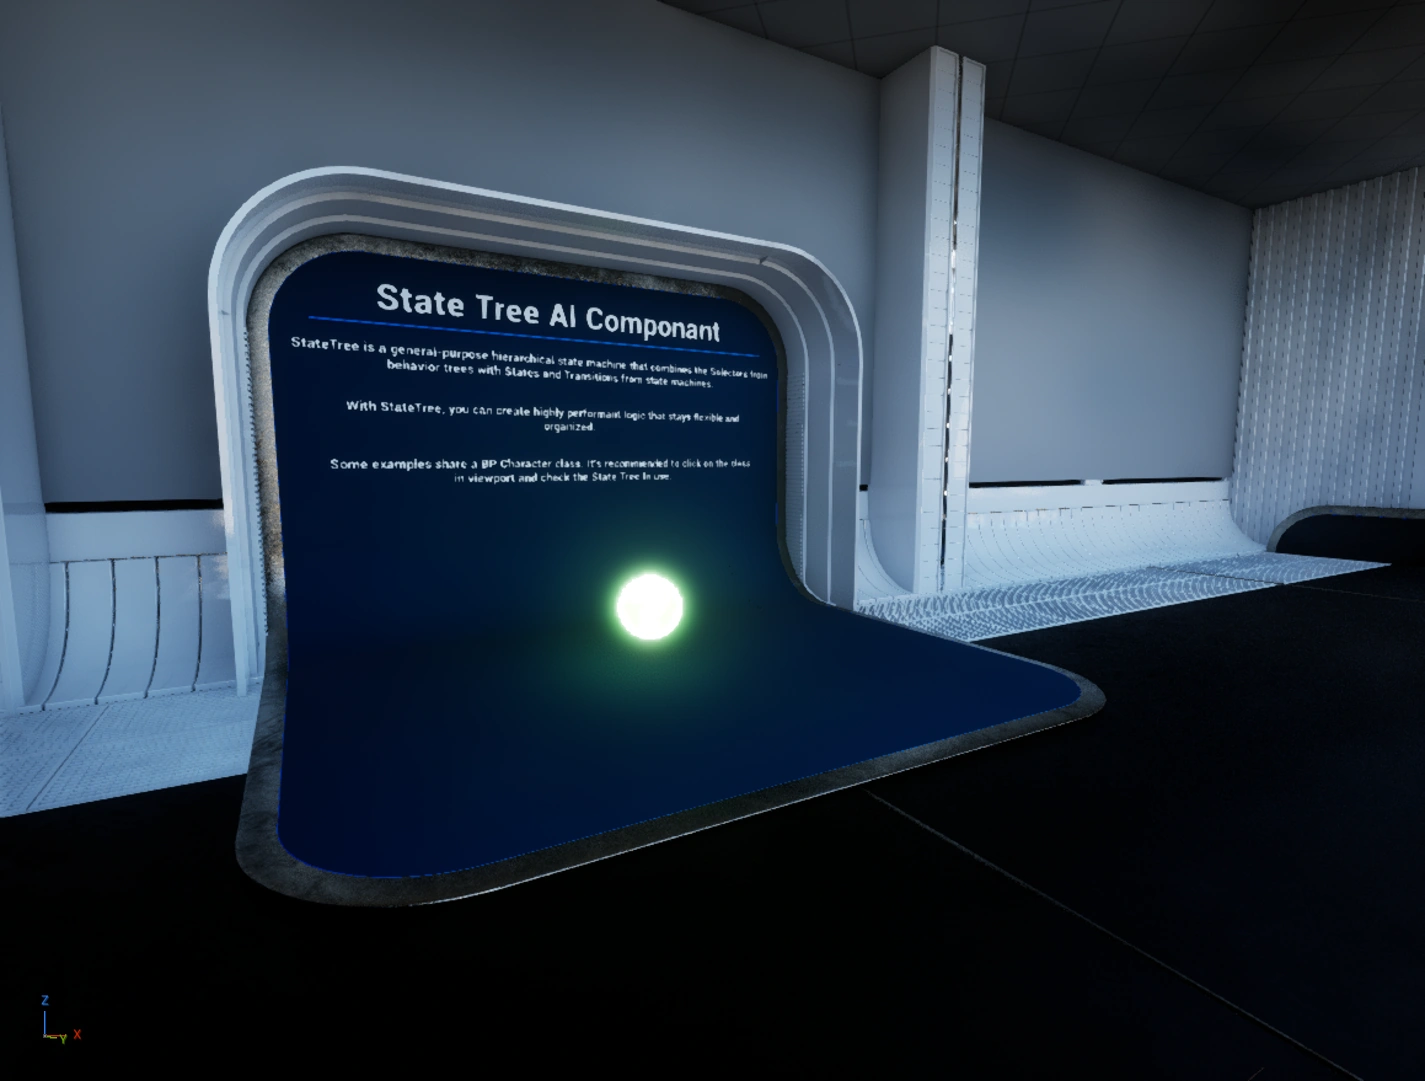 State Tree AI Componant
StateTree is a general-purpose hierarchical state machine that combines the Selectors from
behavior trees with States and Transitions from state machines.
With StateTree, you can create highly performant logic that stays flexible and
organized.
Some examples share a BP Character class. It's recommended to click on the class
in viewport and check the State Tree in use.
Z
Y
X